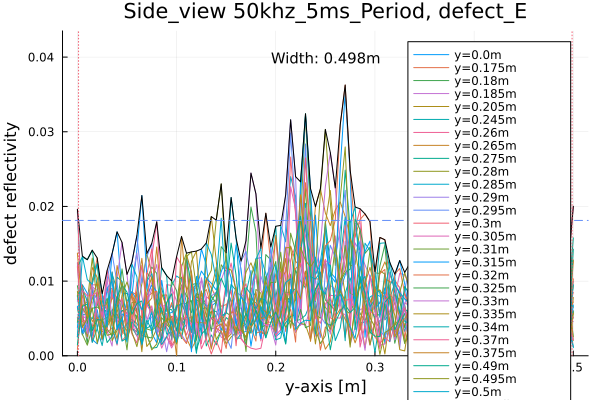 Side_view 50khz_5ms_Period, defect_E
Width: 0.498m
defect reflectivity
0.04
0.03
0.02
0.01
0.00
0.0
0.1
0.2
0.3
.5
y-axis [m]
y=0.0m
y=0.175m
y=0.18m
y=0.185m
y=0.205m
y=0.245m
y=0.26m
y=0.265m
y=0.275m
y=0.28m
y=0.285m
y=0.29m
y=0.295m
y=0.3m
y=0.305m
y=0.31m
y=0.315m
y=0.32m
y=0.325m
y=0.33m
y=0.335m
y=0.34m
y=0.37m
y=0.375m
y=0.49m
y=0.495m
y=0.5m